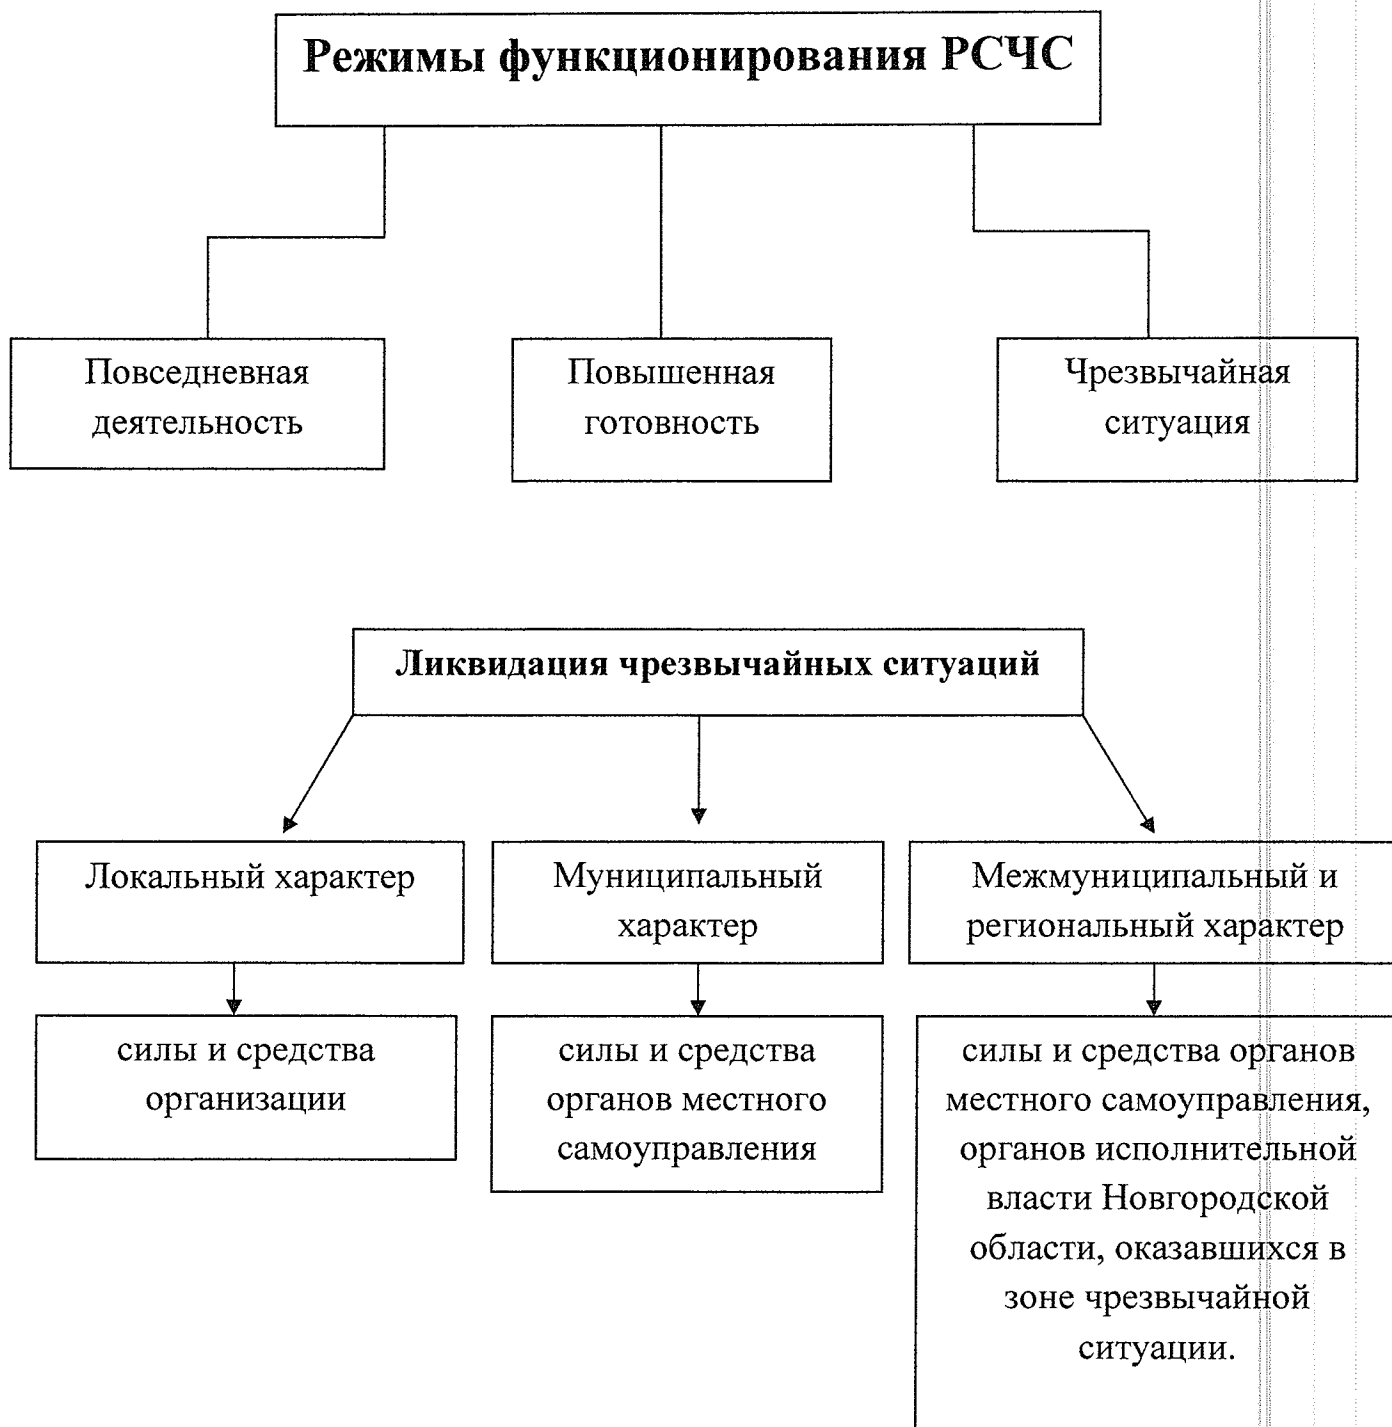 Режимы функционирования РСЧС
Повседневная
деятельность
Повышенная
готовность
Чрезвычайная
ситуация
Ликвидация чрезвычайных ситуаций
Локальный характер
Муниципальный
характер
Межмуниципальный и
региональный характер
силы и средства
организации
силы и средства
органов местного
самоуправления
силы и средства органов
местного самоуправления,
органов исполнительной
власти Новгородской
области, оказавшихся в
зоне чрезвычайной
ситуации.